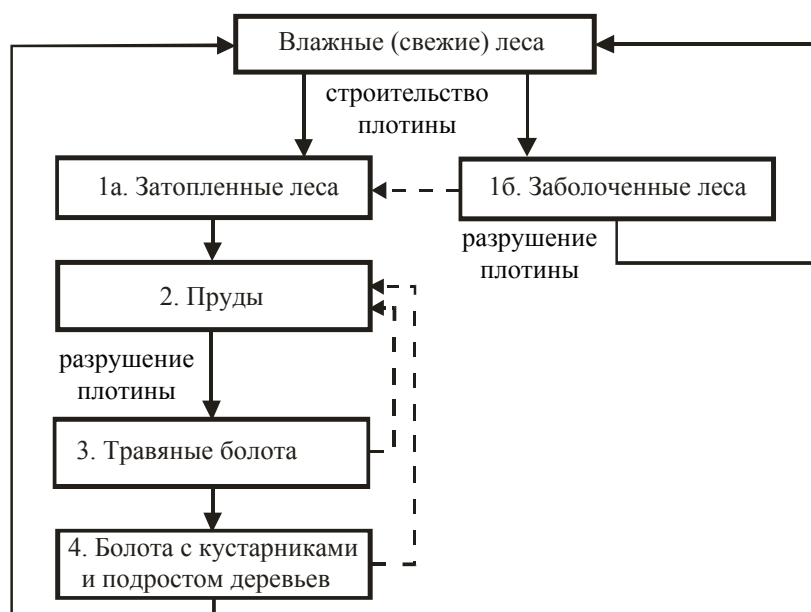 Влажные (свежие) леса
строительство
плотины
1а. Затопленные леса
1б. Заболоченные леса
разрушение
плотины
2. Пруды
разрушение
плотины
3. Травяные болота
4. Болота с кустарниками
и подростом деревьев